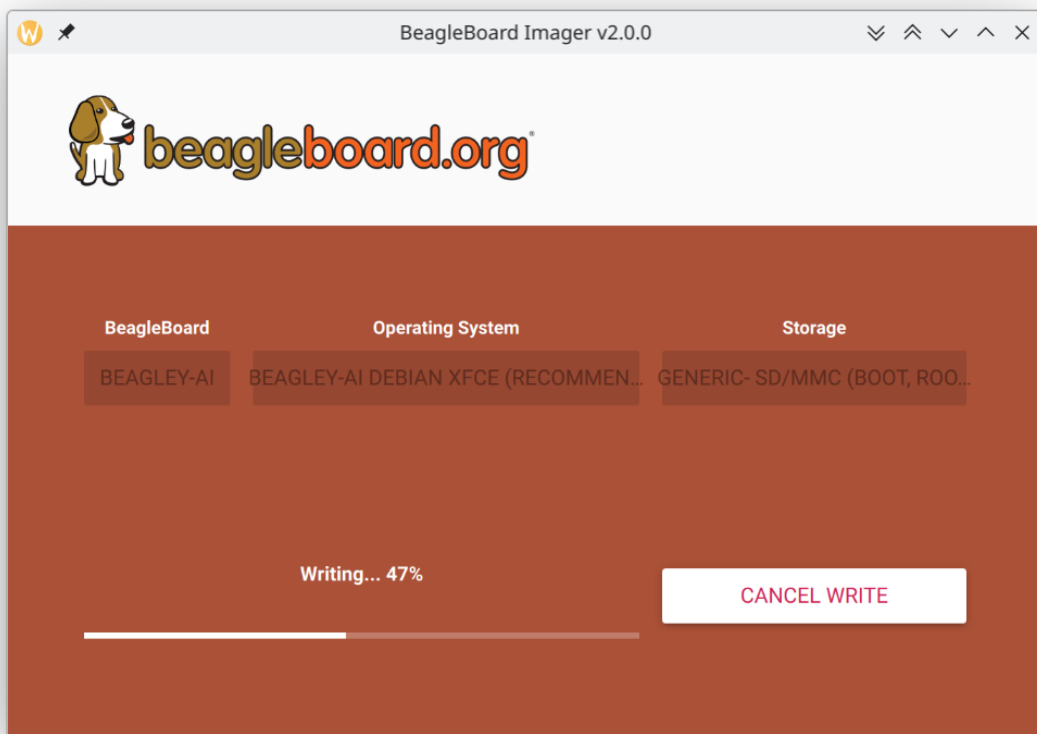 BeagleBoard Imager v2.0.0
beagleboard.org®
BeagleBoard
Operating System
Storage
BEAGLEY-AI
BEAGLEY-AI DEBIAN XFCE (RECOMMEN...
GENERIC- SD/MMC (BOOT, ROO...
Writing... 47%
CANCEL WRITE